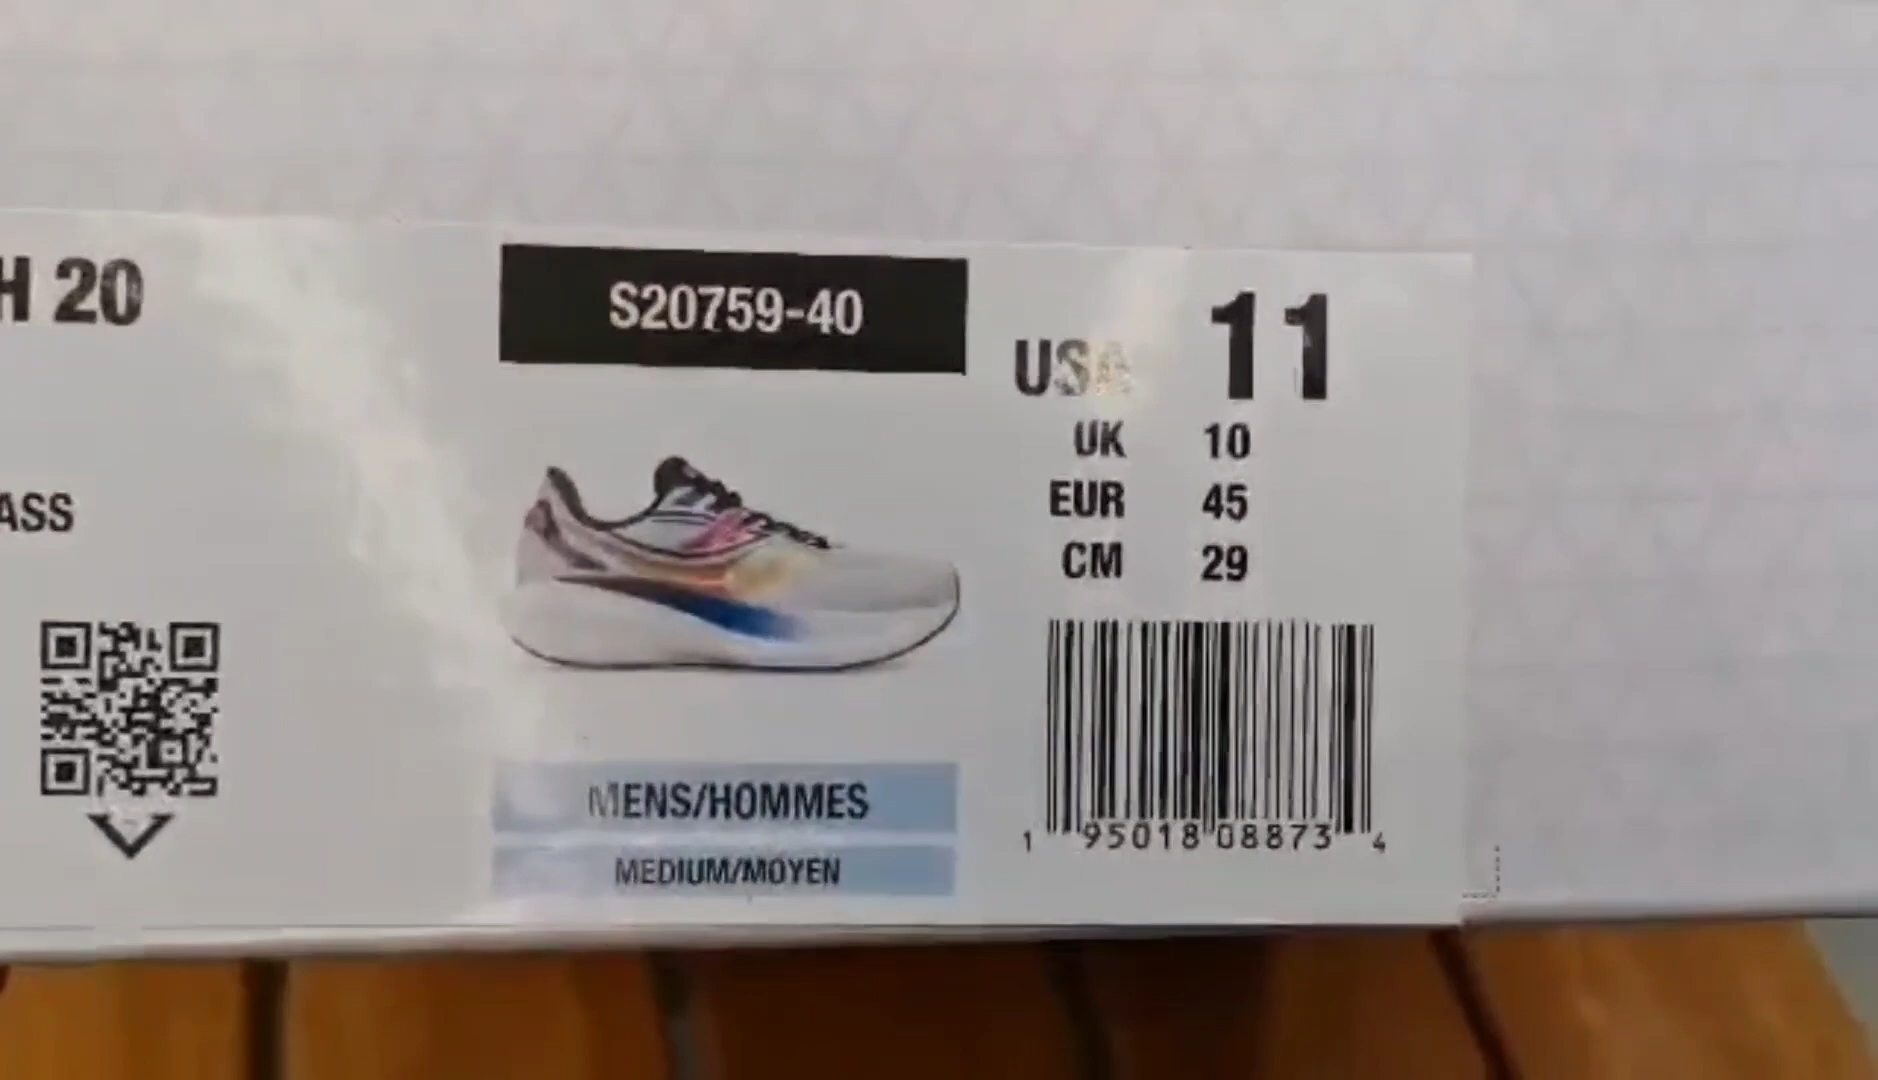 H 20
ASS
S20759-40
MENS/HOMMES
MEDIUM/MOYEN
USA 11
UK 10
EUR 45
CM 29
1 95018 08873 4